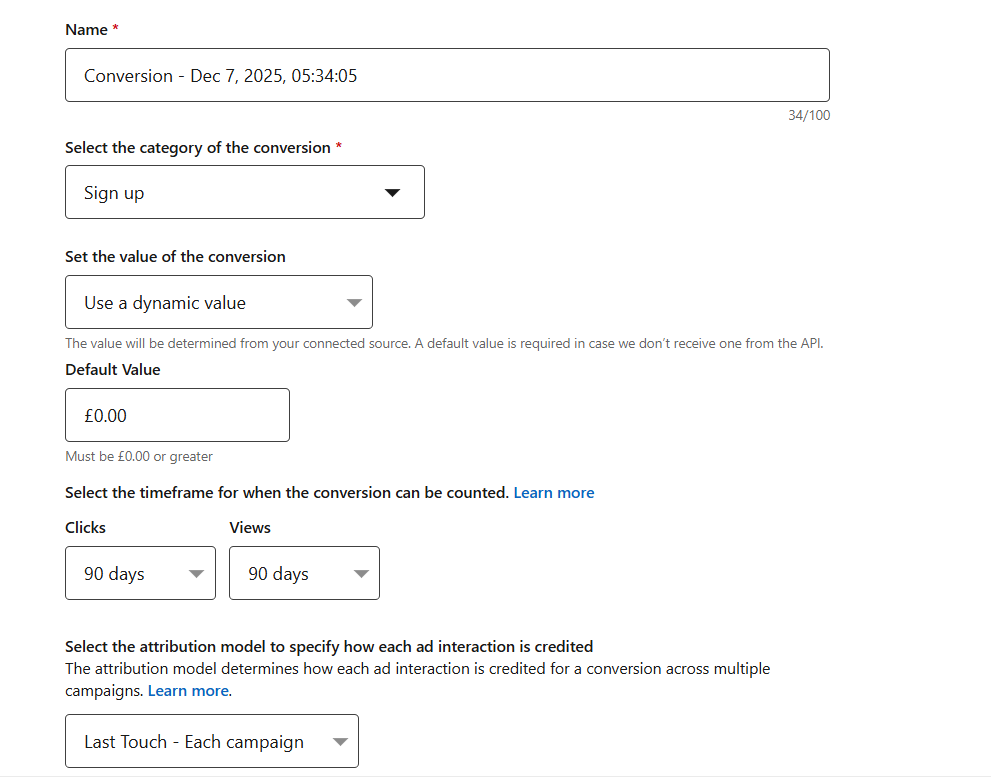 Name *
Conversion - Dec 7, 2025, 05:34:05
34/100
Select the category of the conversion *
Sign up
Set the value of the conversion
Use a dynamic value
The value will be determined from your connected source. A default value is required in case we don’t receive one from the API.
Default Value
£0.00
Must be £0.00 or greater
Select the timeframe for when the conversion can be counted. Learn more
Clicks Views
90 days 90 days
Select the attribution model to specify how each ad interaction is credited
The attribution model determines how each ad interaction is credited for a conversion across multiple
campaigns. Learn more.
Last Touch - Each campaign